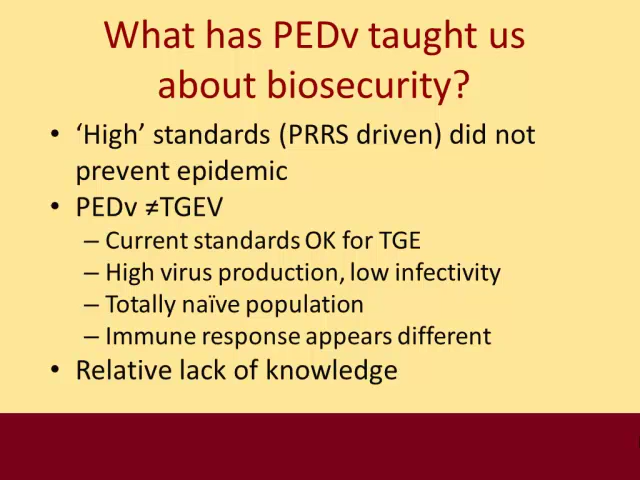 What has PEDv taught us
about biosecurity?
• ‘High’ standards (PRRS driven) did not
prevent epidemic
• PEDv ≠TGEV
– Current standards OK for TGE
– High virus production, low infectivity
– Totally naïve population
– Immune response appears different
• Relative lack of knowledge